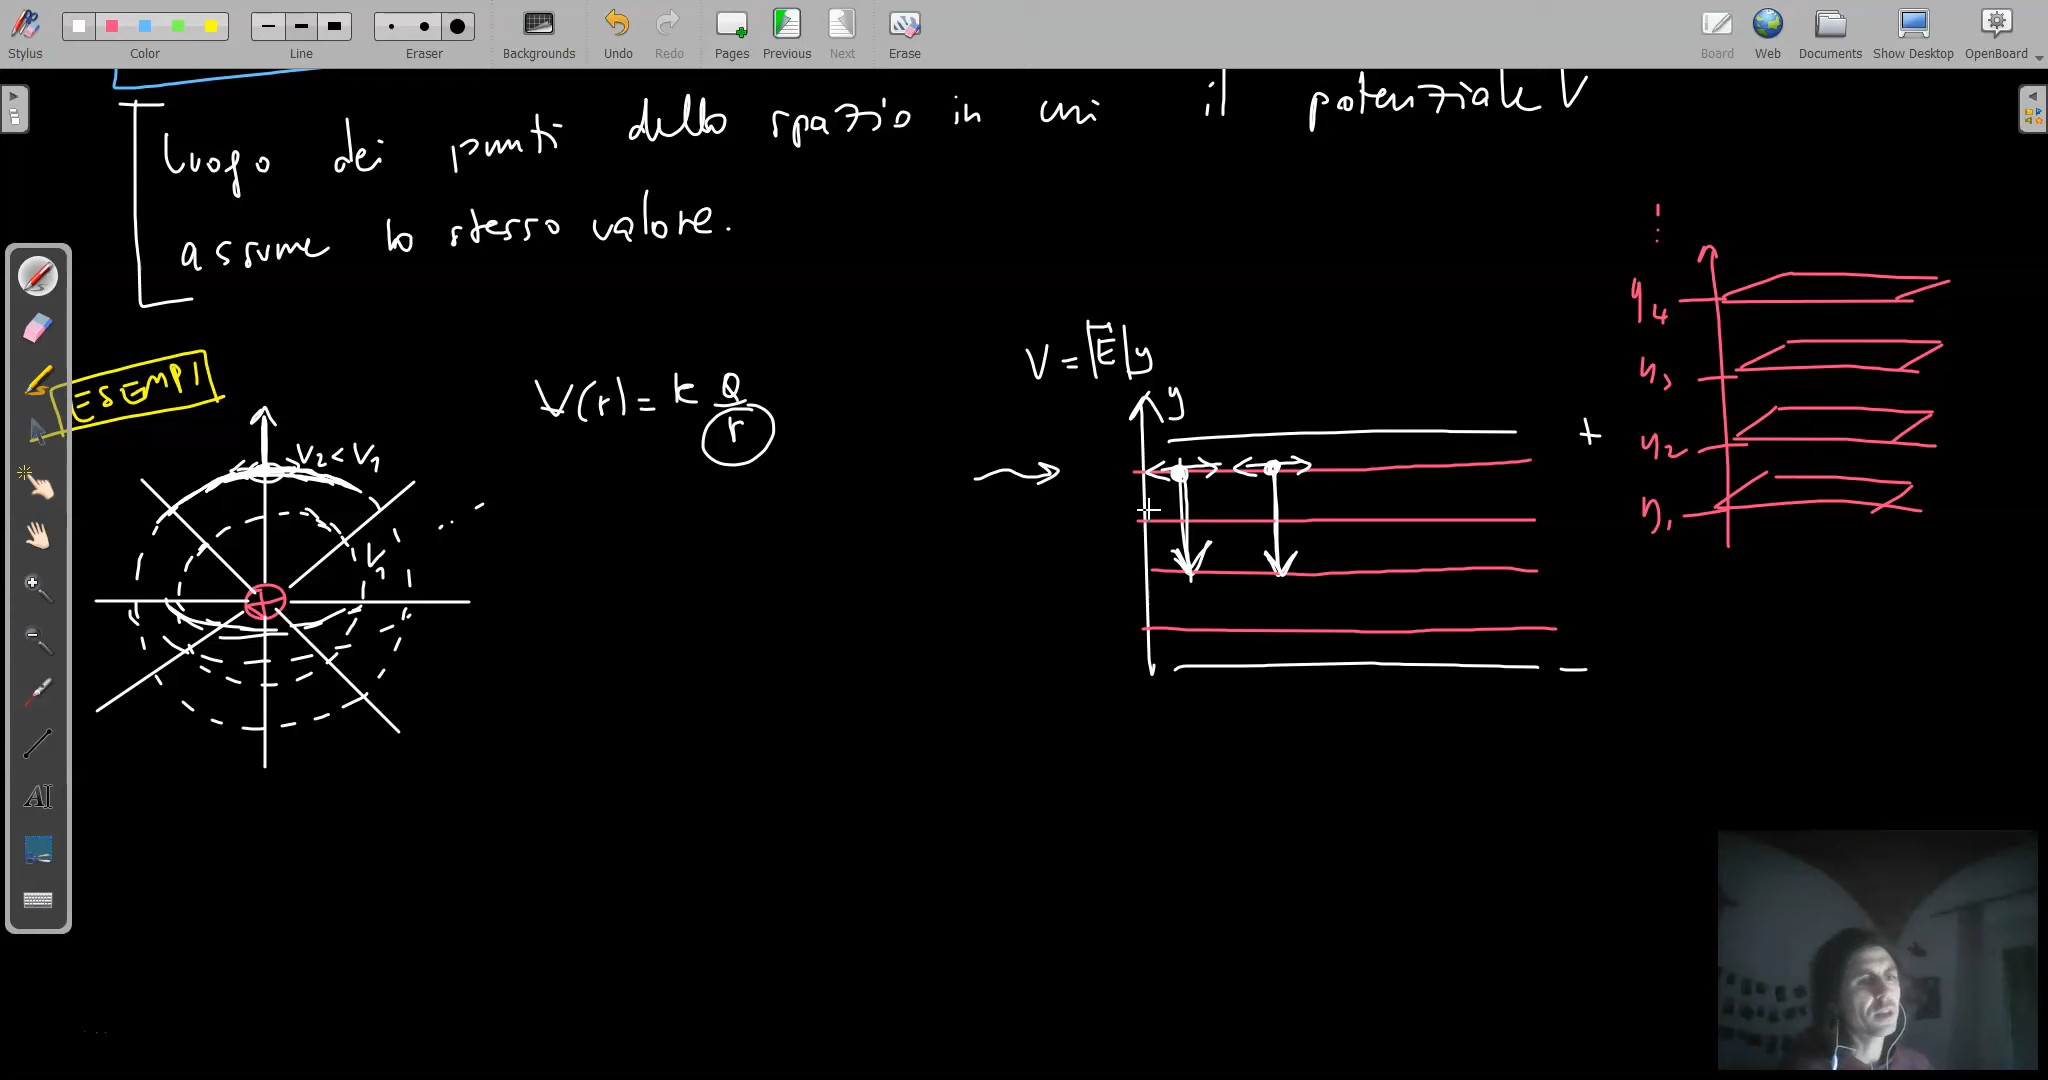 Stylus Color Line Eraser Backgrounds Undo Redo Pages Previous Next Erase Board Web Documents Show Desktop OpenBoard
Luogo dei punti dello spazio in cui il potenziale V
assume lo stesso valore.
ESEMPI
V(r) = k Q/r
V₂ < V₁
V₁
V = |E⃗|y
y
+
−
y₄
y₃
y₂
y₁
AI